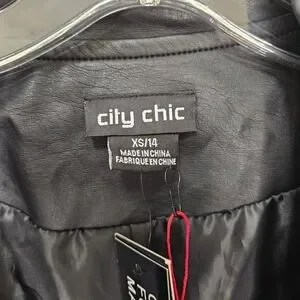 city chic
XS/14
MADE IN CHINA
FABRIQUE EN CHINE